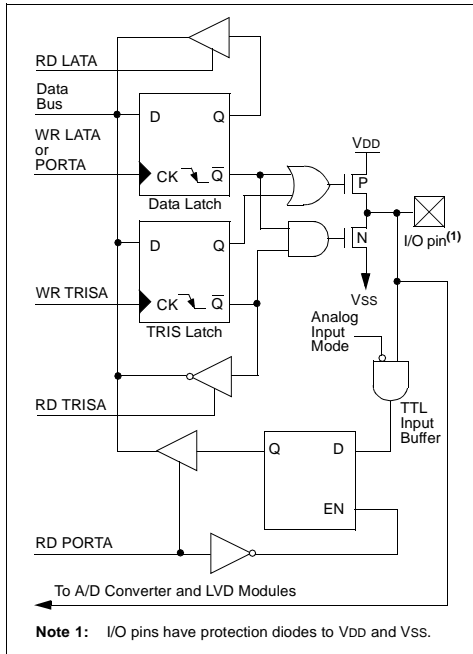 RD LATA
Data
Bus
WR LATA
or
PORTA
D Q
CK Q
Data Latch
VDD
P
N
I/O pin(1)
VSS
D Q
WR TRISA
CK Q
TRIS Latch
Analog
Input
Mode
TTL
Input
Buffer
RD TRISA
Q D
EN
RD PORTA
To A/D Converter and LVD Modules
Note 1: I/O pins have protection diodes to VDD and VSS.